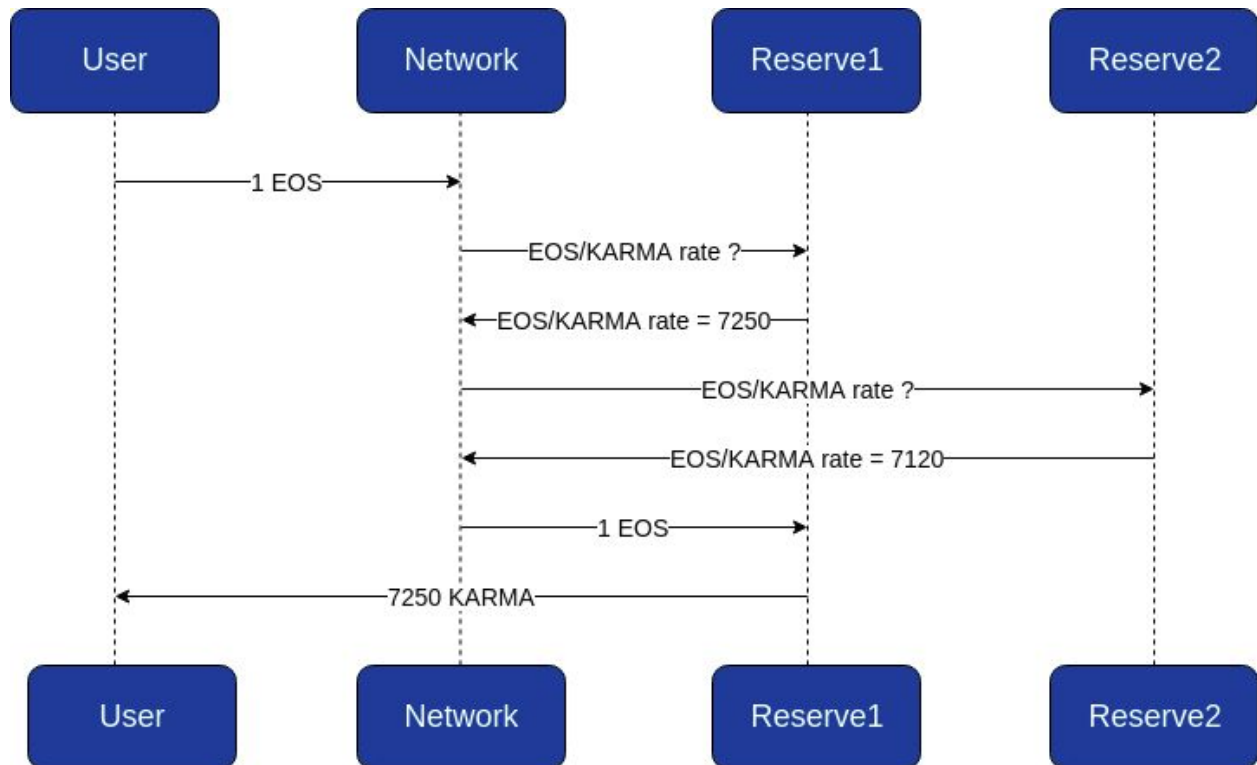 User
Network
Reserve1
Reserve2
1 EOS
EOS/KARMA rate ?
EOS/KARMA rate = 7250
EOS/KARMA rate ?
EOS/KARMA rate = 7120
1 EOS
7250 KARMA
User
Network
Reserve1
Reserve2